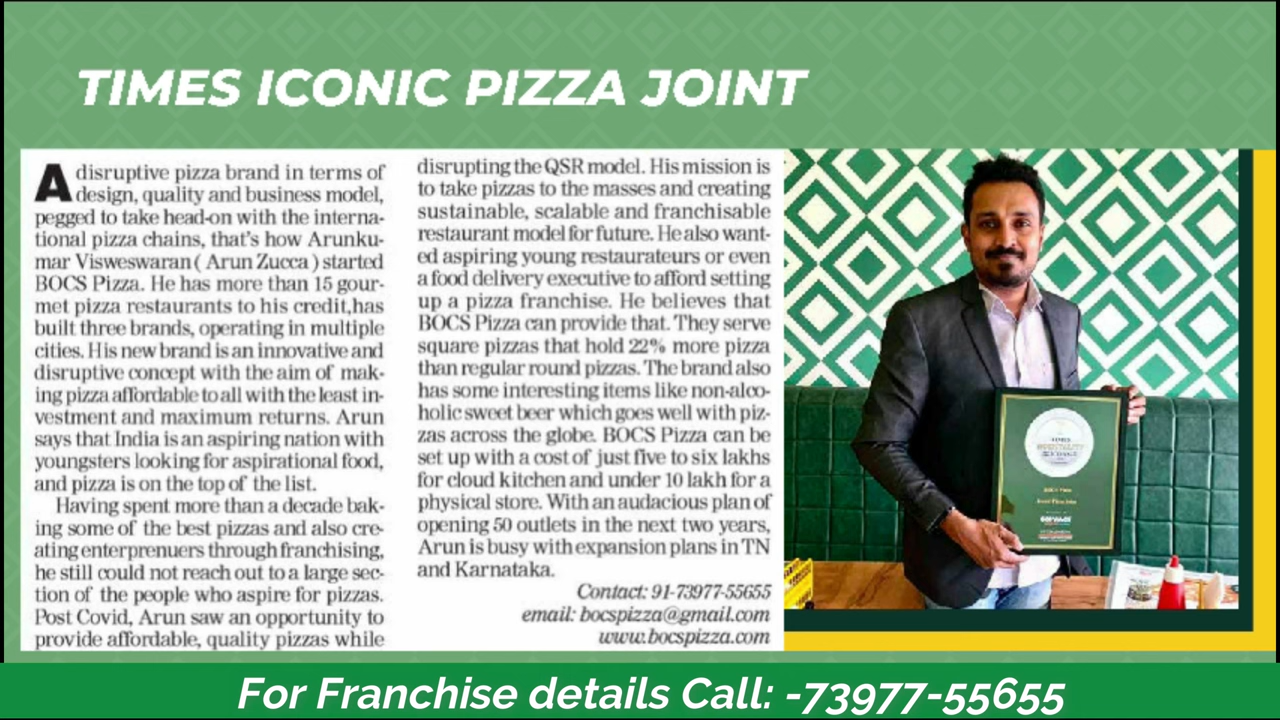 TIMES ICONIC PIZZA JOINT
A disruptive pizza brand in terms of
design, quality and business model,
pegged to take head-on with the interna-
tional pizza chains, that's how Arunku-
mar Visweswaran ( Arun Zucca ) started
BOCS Pizza. He has more than 15 gour-
met pizza restaurants to his credit,has
built three brands, operating in multiple
cities. His new brand is an innovative and
disruptive concept with the aim of mak-
ing pizza affordable to all with the least in-
vestment and maximum returns. Arun
says that India is an aspiring nation with
youngsters looking for aspirational food,
and pizza is on the top of the list.
Having spent more than a decade bak-
ing some of the best pizzas and also cre-
ating enterprenuers through franchising,
he still could not reach out to a large sec-
tion of the people who aspire for pizzas.
Post Covid, Arun saw an opportunity to
provide affordable, quality pizzas while
disrupting the QSR model. His mission is
to take pizzas to the masses and creating
sustainable, scalable and franchisable
restaurant model for future. He also want-
ed aspiring young restaurateurs or even
a food delivery executive to afford setting
up a pizza franchise. He believes that
BOCS Pizza can provide that. They serve
square pizzas that hold 22% more pizza
than regular round pizzas. The brand also
has some interesting items like non-alco-
holic sweet beer which goes well with piz-
zas across the globe. BOCS Pizza can be
set up with a cost of just five to six lakhs
for cloud kitchen and under 10 lakh for a
physical store. With an audacious plan of
opening 50 outlets in the next two years,
Arun is busy with expansion plans in TN
and Karnataka.
Contact: 91-73977-55655
email: bocspizza@gmail.com
www.bocspizza.com
TIMES
For Franchise details Call: -73977-55655